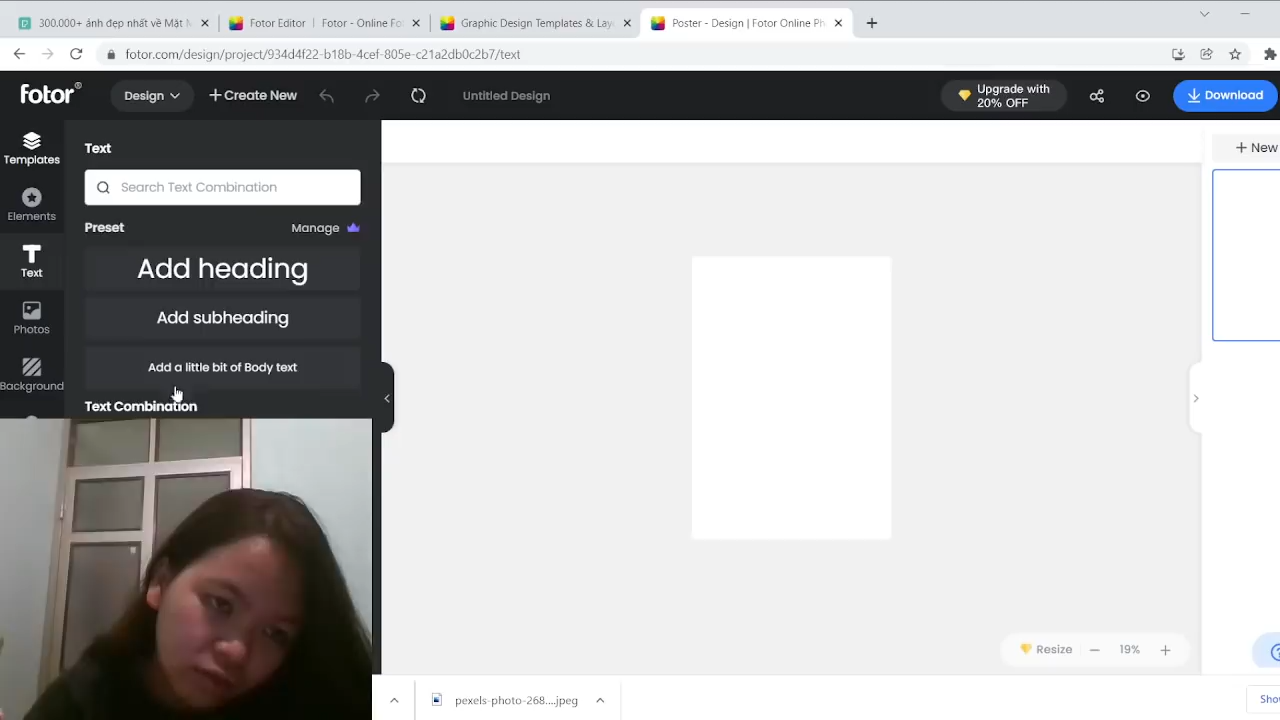 300.000+ ảnh đẹp nhất về Mặt
Fotor Editor
Fotor - Online Fo
Graphic Design Templates & Lay
Poster - Design | Fotor Online Ph
fotor.com/design/project/934d4f22-b18b-4cef-805e-c21a2db0c2b7/text
fotor®
Design
Create New
Untitled Design
Upgrade with
20% OFF
Download
Templates
Elements
Text
Photos
Background
Text
Search Text Combination
Preset
Manage
Add heading
Add subheading
Add a little bit of Body text
Text Combination
+ New
Resize
19%
pexels-photo-268....jpeg
Sho